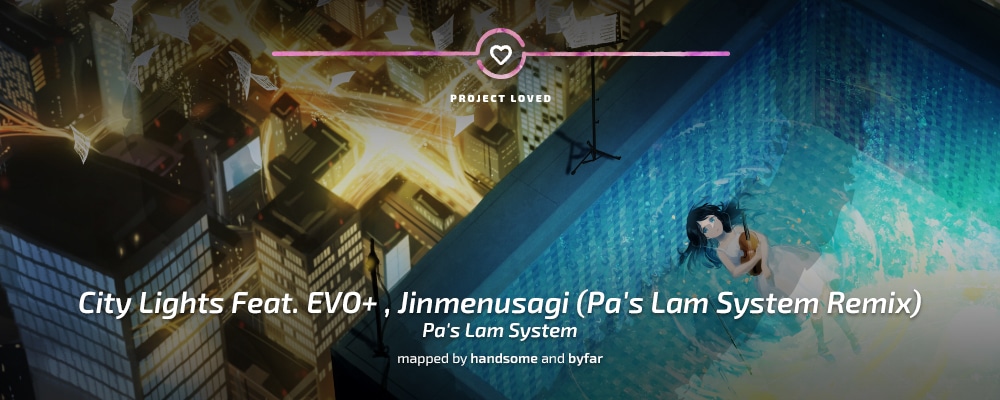 PROJECT LOVED
City Lights Feat. EVO+ , Jinmenusagi (Pa's Lam System Remix)
Pa's Lam System
mapped by handsome and byfar